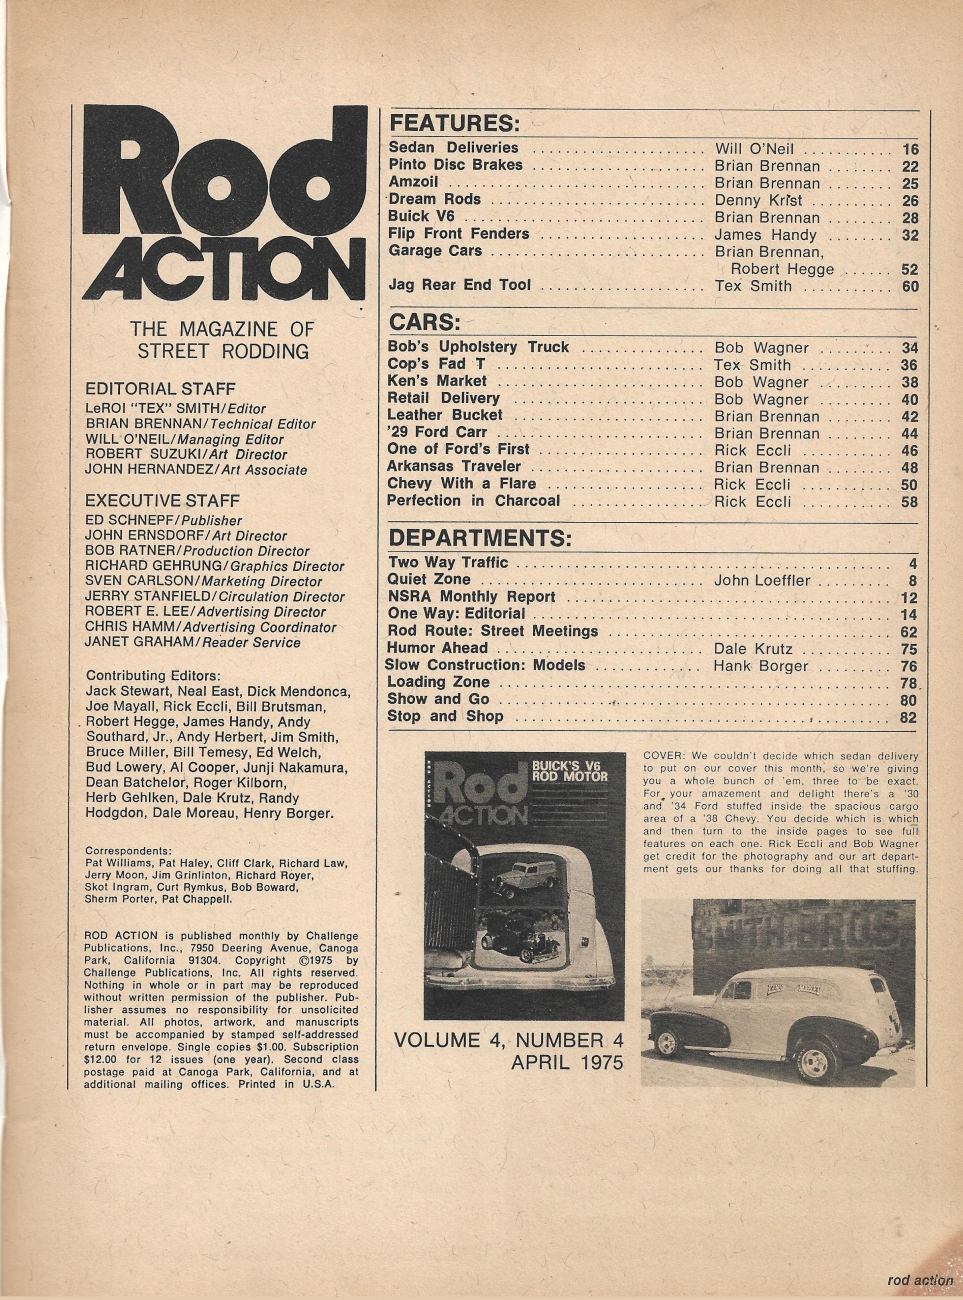 Rod
ACTION
THE MAGAZINE OF
STREET RODDING
EDITORIAL STAFF
LeROI "TEX" SMITH/Editor
BRIAN BRENNAN/Technical Editor
WILL O'NEIL/Managing Editor
ROBERT SUZUKI/Art Director
JOHN HERNANDEZ/Art Associate
EXECUTIVE STAFF
ED SCHNEPF/Publisher
JOHN ERNSDORF/Art Director
BOB RATNER/Production Director
RICHARD GEHRUNG/Graphics Director
SVEN CARLSON/Marketing Director
JERRY STANFIELD/Circulation Director
ROBERT E. LEE/Advertising Director
CHRIS HAMM/Advertising Coordinator
JANET GRAHAM/Reader Service
Contributing Editors:
Jack Stewart, Neal East, Dick Mendonca,
Joe Mayall, Rick Eccli, Bill Brutsman,
Robert Hegge, James Handy, Andy
Southard, Jr., Andy Herbert, Jim Smith,
Bruce Miller, Bill Temesy, Ed Welch,
Bud Lowery, Al Cooper, Junji Nakamura,
Dean Batchelor, Roger Kilborn,
Herb Gehlken, Dale Krutz, Randy
Hodgdon, Dale Moreau, Henry Borger.
Correspondents:
Pat Williams, Pat Haley, Cliff Clark, Richard Law,
Jerry Moon, Jim Grinlinton, Richard Royer,
Skot Ingram, Curt Rymkus, Bob Boward,
Sherm Porter, Pat Chappell.
ROD ACTION is published monthly by Challenge
Publications, Inc., 7950 Deering Avenue, Canoga
Park, California 91304. Copyright ©1975 by
Challenge Publications, Inc. All rights reserved.
Nothing in whole or in part may be reproduced
without written permission of the publisher. Pub-
lisher assumes no responsibility for unsolicited
material. All photos, artwork, and manuscripts
must be accompanied by stamped self-addressed
return envelope. Single copies $1.00. Subscription
$12.00 for 12 issues (one year). Second class
postage paid at Canoga Park, California, and at
additional mailing offices. Printed in U.S.A.
FEATURES:
Sedan Deliveries . . . . . Will O'Neil . . . . . 16
Pinto Disc Brakes . . . . . Brian Brennan . . . . . 22
Amzoil . . . . . Brian Brennan . . . . . 25
Dream Rods . . . . . Denny Krist . . . . . 26
Buick V6 . . . . . Brian Brennan . . . . . 28
Flip Front Fenders . . . . . James Handy . . . . . 32
Garage Cars . . . . . Brian Brennan,
Robert Hegge . . . . . 52
Jag Rear End Tool . . . . . Tex Smith . . . . . 60
CARS:
Bob's Upholstery Truck . . . . . Bob Wagner . . . . . 34
Cop's Fad T . . . . . Tex Smith . . . . . 36
Ken's Market . . . . . Bob Wagner . . . . . 38
Retail Delivery . . . . . Bob Wagner . . . . . 40
Leather Bucket . . . . . Brian Brennan . . . . . 42
'29 Ford Carr . . . . . Brian Brennan . . . . . 44
One of Ford's First . . . . . Rick Eccli . . . . . 46
Arkansas Traveler . . . . . Brian Brennan . . . . . 48
Chevy With a Flare . . . . . Rick Eccli . . . . . 50
Perfection in Charcoal . . . . . Rick Eccli . . . . . 58
DEPARTMENTS:
Two Way Traffic . . . . . 4
Quiet Zone . . . . . John Loeffler . . . . . 8
NSRA Monthly Report . . . . . 12
One Way: Editorial . . . . . 14
Rod Route: Street Meetings . . . . . 62
Humor Ahead . . . . . Dale Krutz . . . . . 75
Slow Construction: Models . . . . . Hank Borger . . . . . 76
Loading Zone . . . . . 78
Show and Go . . . . . 80
Stop and Shop . . . . . 82
Rod
ACTION
BUICK'S V6
ROD MOTOR
VOLUME 4, NUMBER 4
APRIL 1975
COVER: We couldn't decide which sedan delivery
to put on our cover this month, so we're giving
you a whole bunch of 'em, three to be exact.
For your amazement and delight there's a '30
and '34 Ford stuffed inside the spacious cargo
area of a '38 Chevy. You decide which is which
and then turn to the inside pages to see full
features on each one. Rick Eccli and Bob Wagner
get credit for the photography and our art depart-
ment gets our thanks for doing all that stuffing.
rod action